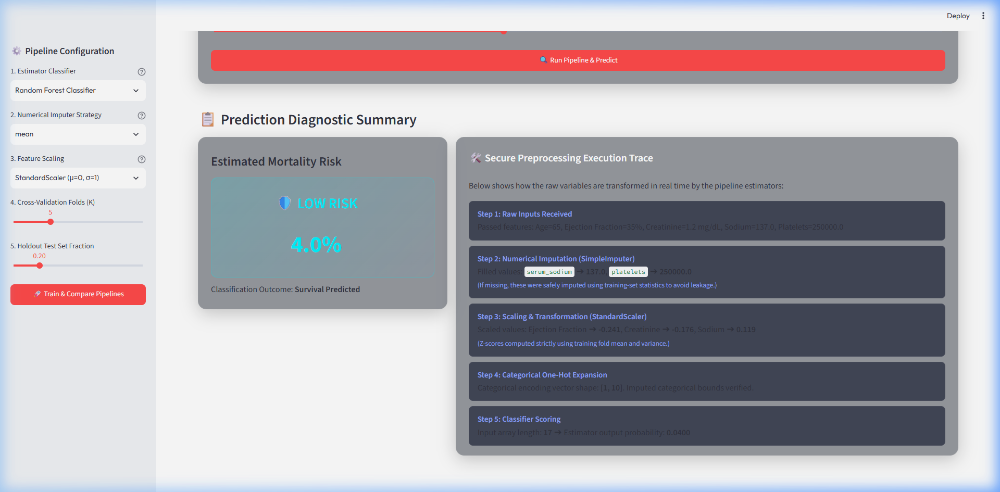 Deploy
Pipeline Configuration
1. Estimator Classifier
Random Forest Classifier
2. Numerical Imputer Strategy
mean
3. Feature Scaling
StandardScaler (μ=0, σ=1)
4. Cross-Validation Folds (K)
5
5. Holdout Test Set Fraction
0.20
Train & Compare Pipelines
Run Pipeline & Predict
Prediction Diagnostic Summary
Estimated Mortality Risk
LOW RISK
4.0%
Classification Outcome: Survival Predicted
Secure Preprocessing Execution Trace
Below shows how the raw variables are transformed in real time by the pipeline estimators:
Step 1: Raw Inputs Received
Passed features: Age=65, Ejection Fraction=35%, Creatinine=1.2 mg/dL, Sodium=137.0, Platelets=250000.0
Step 2: Numerical Imputation (SimpleImputer)
Filled values: serum_sodium → 137.0, platelets → 250000.0
(If missing, these were safely imputed using training-set statistics to avoid leakage.)
Step 3: Scaling & Transformation (StandardScaler)
Scaled values: Ejection Fraction → -0.241, Creatinine → -0.176, Sodium → 0.119
(Z-scores computed strictly using training fold mean and variance.)
Step 4: Categorical One-Hot Expansion
Categorical encoding vector shape: [1, 10]. Imputed categorical bounds verified.
Step 5: Classifier Scoring
Input array length: 17 → Estimator output probability: 0.0400